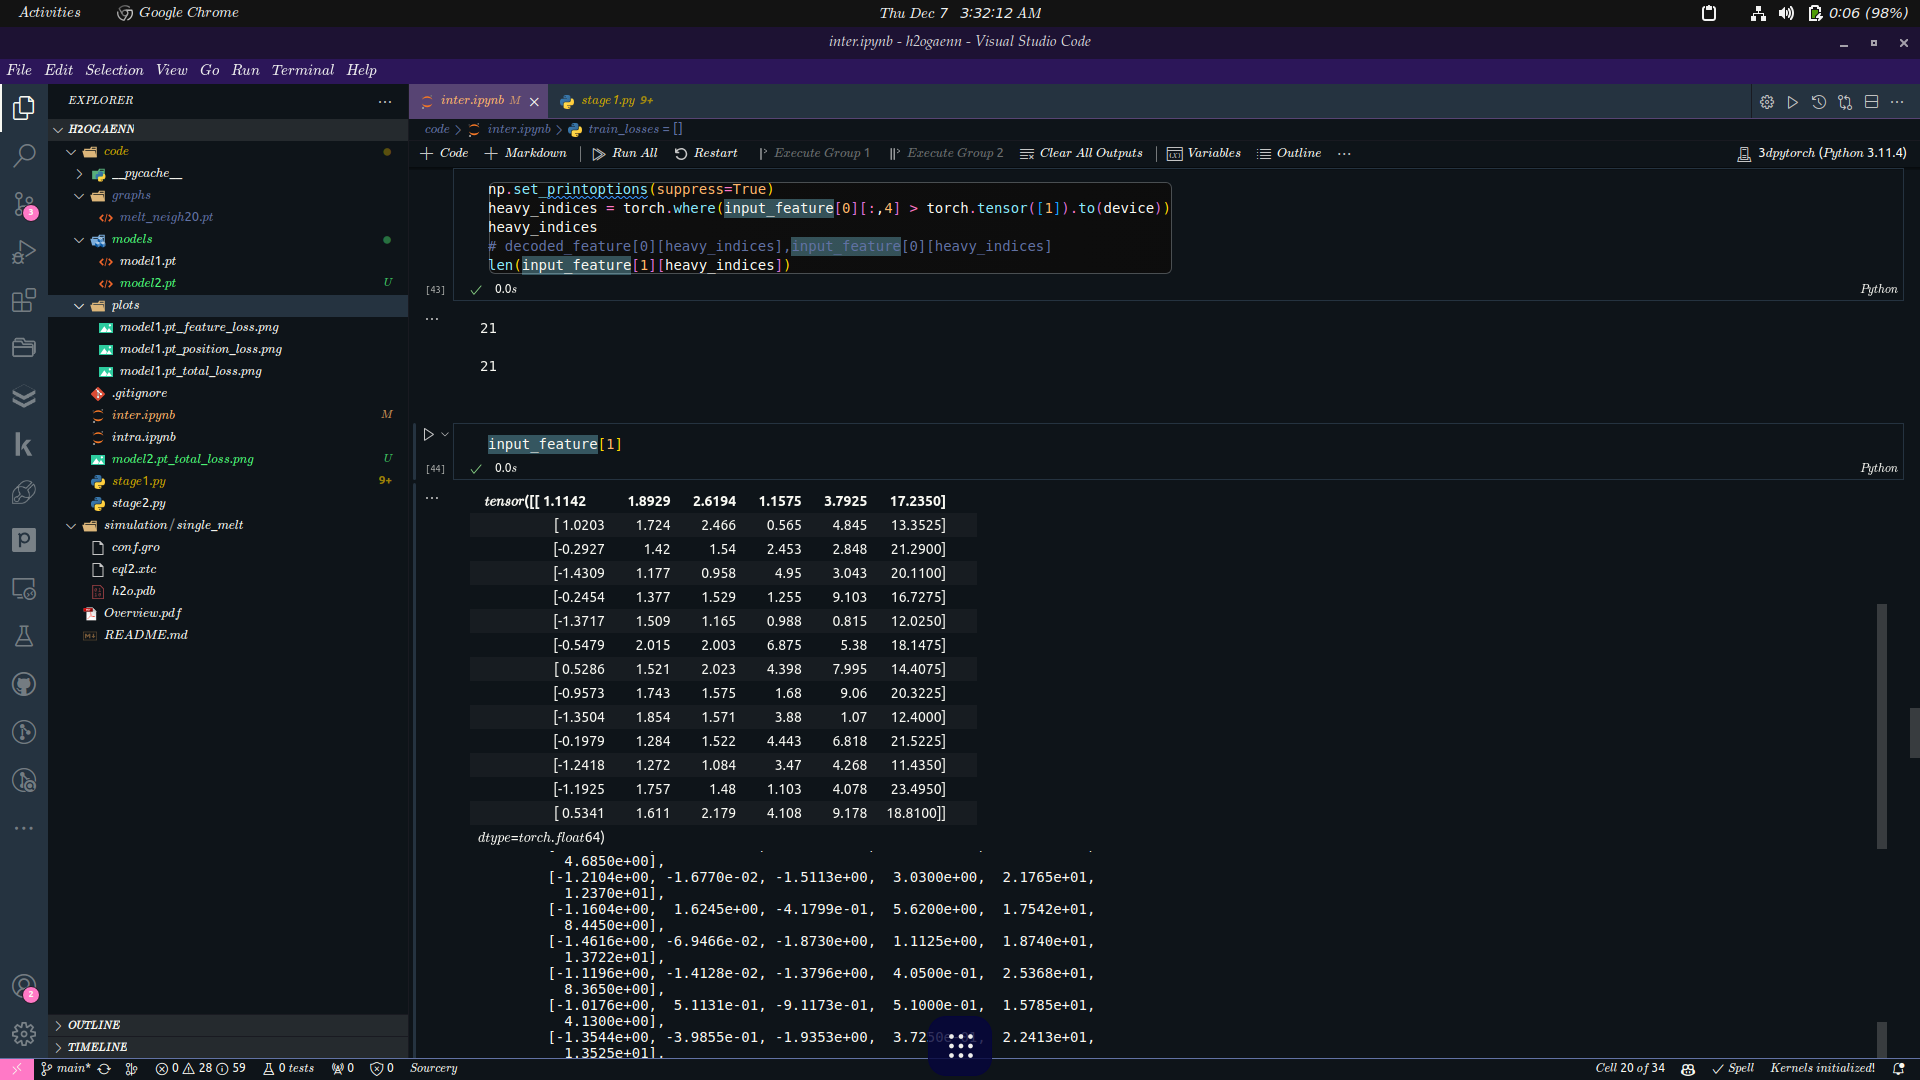 Activities
Google Chrome
Thu Dec 7 3:32:12 AM
0:06 (98%)
inter.ipynb - h2ogaenn - Visual Studio Code
File Edit Selection View Go Run Terminal Help
EXPLORER
H2OGAENN
code
__pycache__
graphs
melt_neigh20.pt
models
model1.pt
model2.pt U
plots
model1.pt_feature_loss.png
model1.pt_position_loss.png
model1.pt_total_loss.png
.gitignore
inter.ipynb M
intra.ipynb
model2.pt_total_loss.png U
stage1.py 9+
stage2.py
simulation / single_melt
conf.gro
eql2.xtc
h2o.pdb
Overview.pdf
README.md
OUTLINE
TIMELINE
3
2
inter.ipynb M
stage1.py 9+
code > inter.ipynb > train_losses = []
+ Code + Markdown Run All Restart Execute Group 1 Execute Group 2 Clear All Outputs Variables Outline ...
3dpytorch (Python 3.11.4)
np.set_printoptions(suppress=True)
heavy_indices = torch.where(input_feature[0][:,4] > torch.tensor([1]).to(device))
heavy_indices
# decoded_feature[0][heavy_indices],input_feature[0][heavy_indices]
len(input_feature[1][heavy_indices])
[43] 0.0s Python
21
21
input_feature[1]
[44] 0.0s Python
tensor([[ 1.1142 1.8929 2.6194 1.1575 3.7925 17.2350]
[ 1.0203 1.724 2.466 0.565 4.845 13.3525]
[-0.2927 1.42 1.54 2.453 2.848 21.2900]
[-1.4309 1.177 0.958 4.95 3.043 20.1100]
[-0.2454 1.377 1.529 1.255 9.103 16.7275]
[-1.3717 1.509 1.165 0.988 0.815 12.0250]
[-0.5479 2.015 2.003 6.875 5.38 18.1475]
[ 0.5286 1.521 2.023 4.398 7.995 14.4075]
[-0.9573 1.743 1.575 1.68 9.06 20.3225]
[-1.3504 1.854 1.571 3.88 1.07 12.4000]
[-0.1979 1.284 1.522 4.443 6.818 21.5225]
[-1.2418 1.272 1.084 3.47 4.268 11.4350]
[-1.1925 1.757 1.48 1.103 4.078 23.4950]
[ 0.5341 1.611 2.179 4.108 9.178 18.8100]]
dtype=torch.float64)
4.6850e+00],
[-1.2104e+00, -1.6770e-02, -1.5113e+00, 3.0300e+00, 2.1765e+01,
1.2370e+01],
[-1.1604e+00, 1.6245e+00, -4.1799e-01, 5.6200e+00, 1.7542e+01,
8.4450e+00],
[-1.4616e+00, -6.9466e-02, -1.8730e+00, 1.1125e+00, 1.8740e+01,
1.3722e+01],
[-1.1196e+00, -1.4128e-02, -1.3796e+00, 4.0500e-01, 2.5368e+01,
8.3650e+00],
[-1.0176e+00, 5.1131e-01, -9.1173e-01, 5.1000e-01, 1.5785e+01,
4.1300e+00],
[-1.3544e+00, -3.9855e-01, -1.9353e+00, 2.2413e+01,
1.3525e+01],
main* 0 28 59 0 tests 0 0 Sourcery
Cell 20 of 34 Spell Kernels initialized!